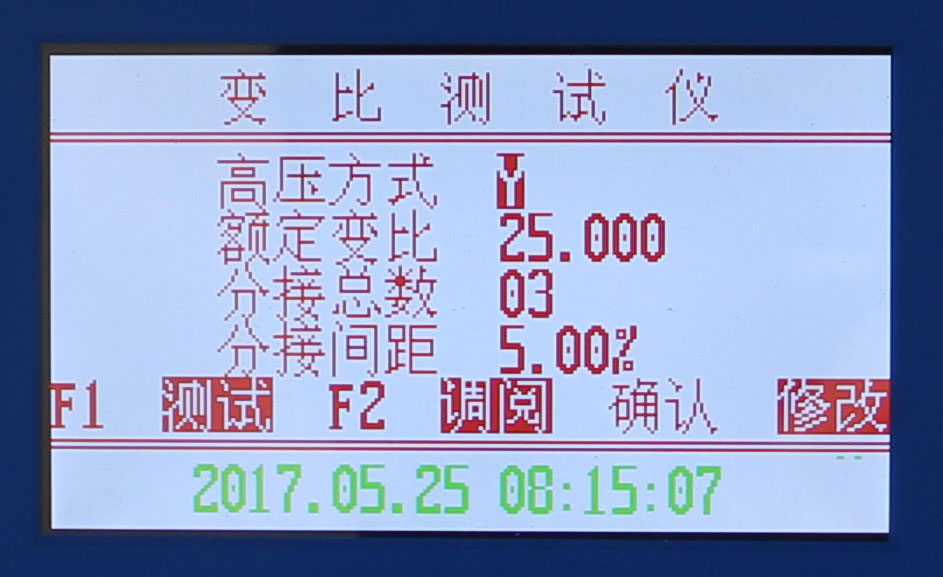 变比测试仪
高压方式 Y
额定变比 25.000
分接总数 03
分接间距 5.00%
F1 测试 F2 调阅 确认 修改
2017.05.25 08:15:07